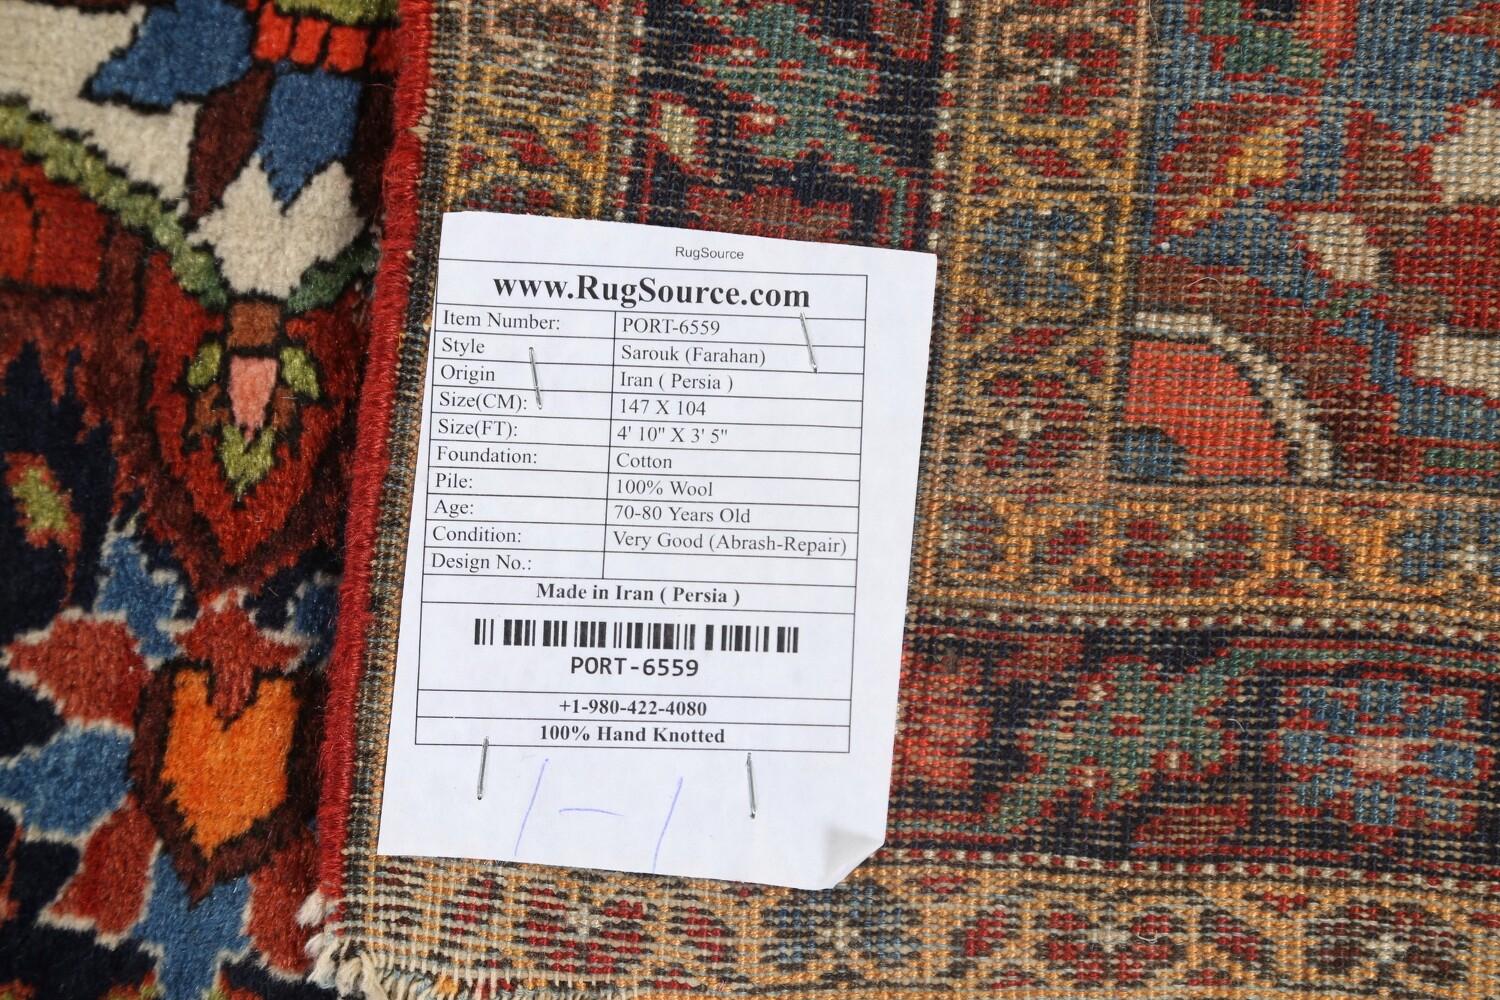 RugSource
www.RugSource.com
Item Number: PORT-6559
Style Sarouk (Farahan)
Origin Iran ( Persia )
Size(CM): 147 X 104
Size(FT): 4' 10" X 3' 5"
Foundation: Cotton
Pile: 100% Wool
Age: 70-80 Years Old
Condition: Very Good (Abrash-Repair)
Design No.:
Made in Iran ( Persia )
PORT-6559
+1-980-422-4080
100% Hand Knotted
1-1